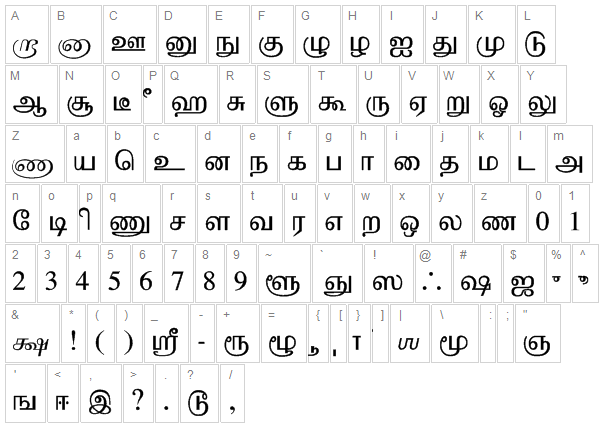 A B C D E F G H I J K L
ஊ னு நு கு ழு ழ ஐ து மு டு
M N O P Q R S T U V W X Y
ஆ சூ டீ ீ ஹ சு ளு கூ ரு ஏ று ஓ லு
Z a b c d e f g h i j k l m
ய ெ உ ன ந க ப ா ை த ம ட அ
n o p q r s t u v w x y z 0 1
ே டி ி ணு ச ள வ ர எ ற ஒ ல ண 0 1
2 3 4 5 6 7 8 9 ~ ` ! @ # $ % ^
2 3 4 5 6 7 8 9 ளூ ஞு ஸ ஃ ஷ ஜ ு ூ
& * ( ) _ - + = { [ } ] | \ : ; "
க்ஷ ! ( ) ஸ்ரீ - ரூ ழூ ூ ு ா மூ ஞ
' < , > . ? /
ங ஈ இ ? . டூ ,